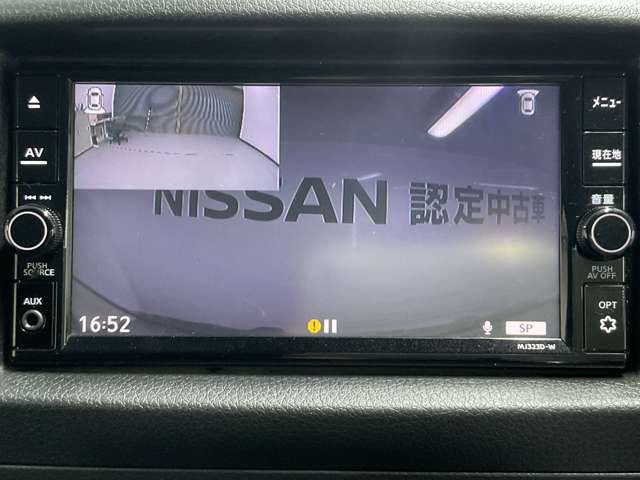 メニュー
AV
現在地
NISSAN 認定中古車
音量
PUSH
SOURCE
PUSH
AV OFF
AUX
OPT
16:52
SP
MJ323D-W